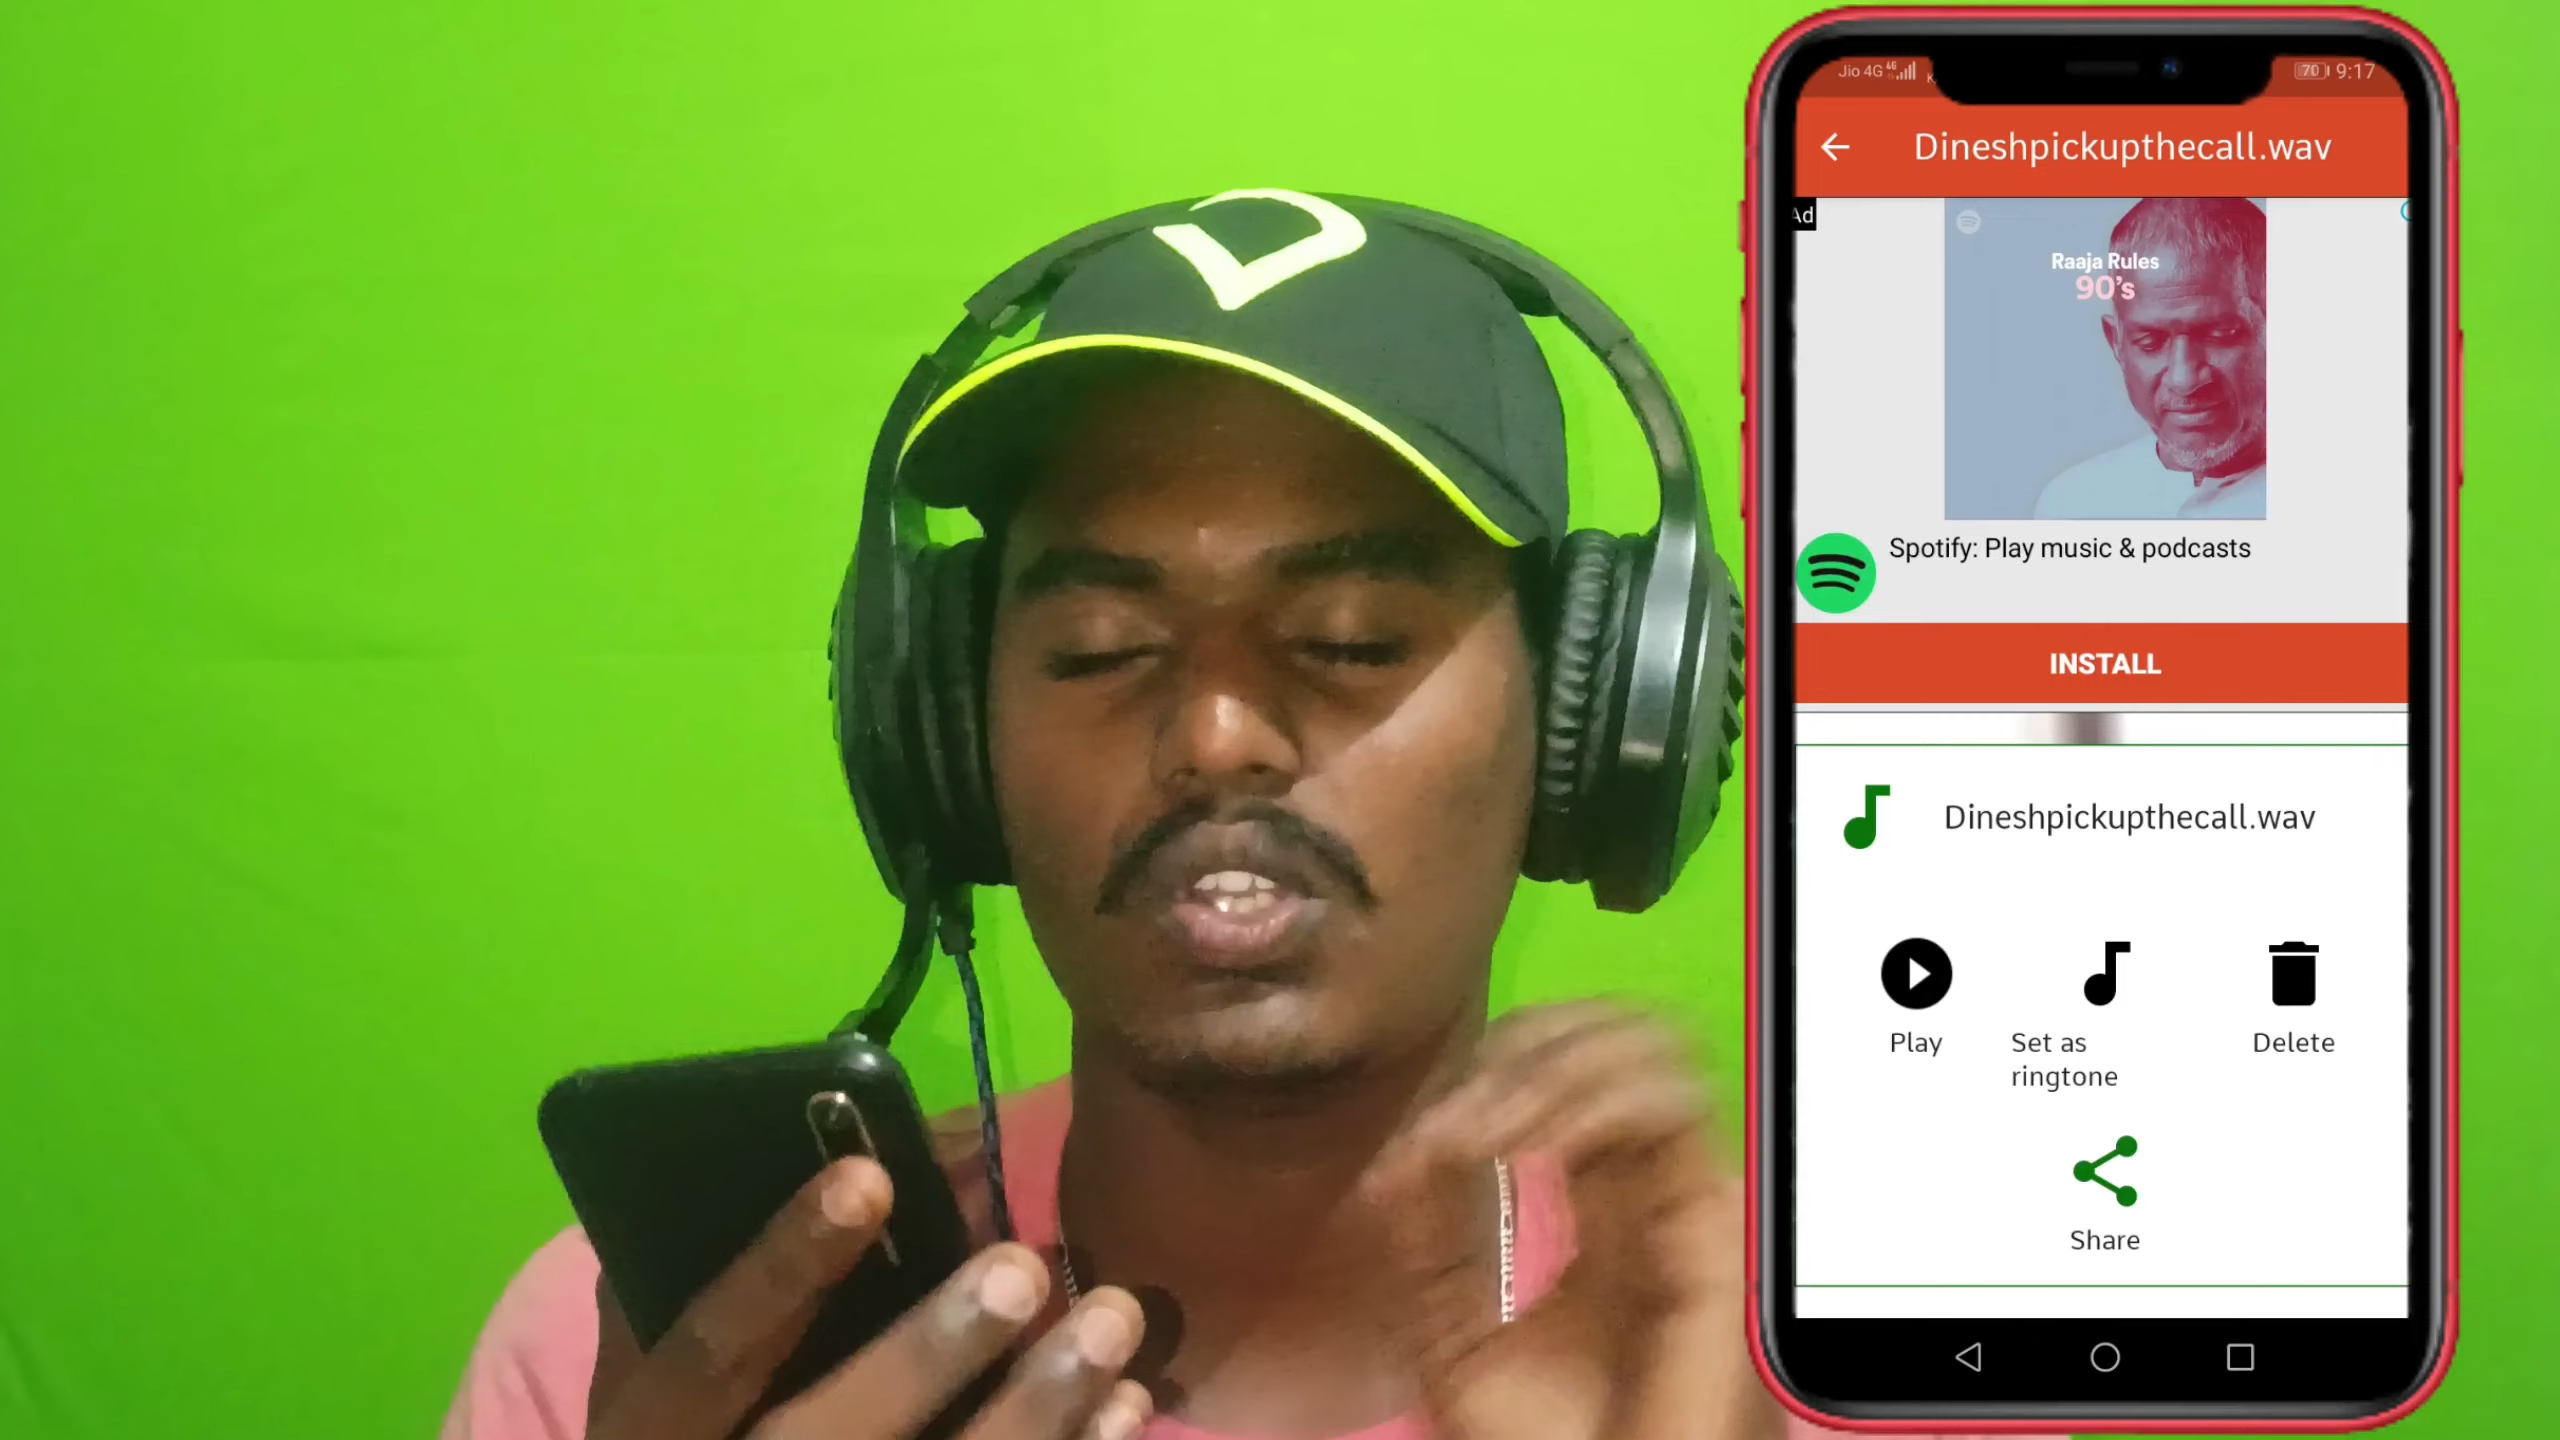 Jio 4G 46
70 9:17
Dineshpickupthecall.wav
Ad
Raaja Rules
90's
Spotify: Play music & podcasts
INSTALL
Dineshpickupthecall.wav
Play
Set as
ringtone
Delete
Share